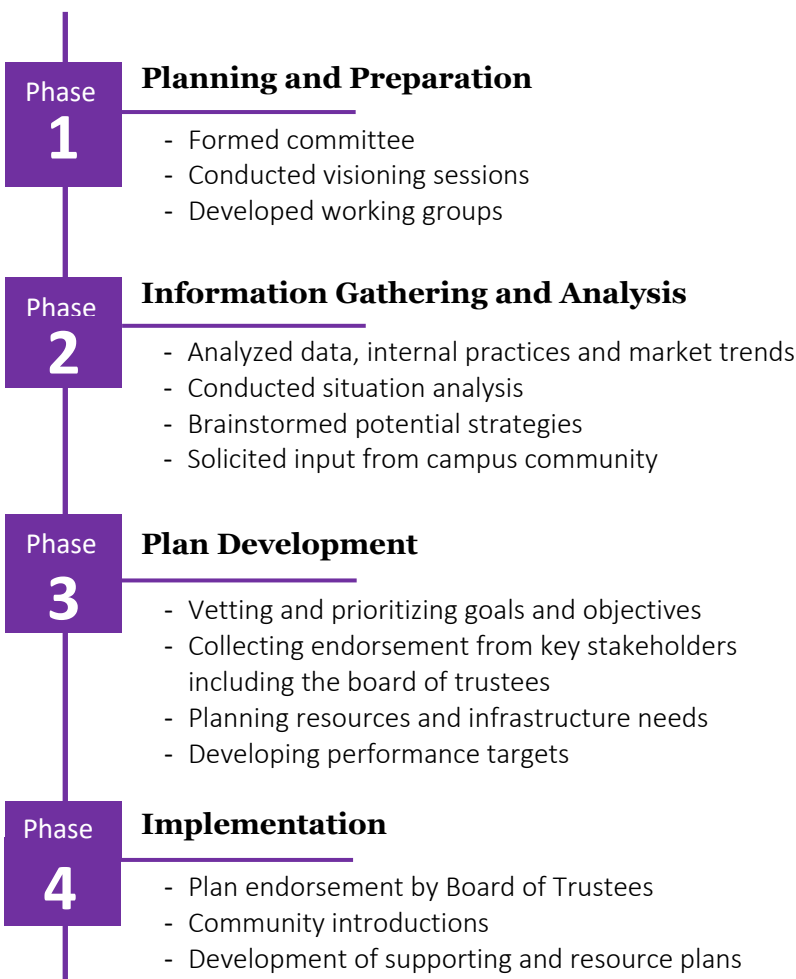 Phase
1
Planning and Preparation
- Formed committee
- Conducted visioning sessions
- Developed working groups
Phase
2
Information Gathering and Analysis
- Analyzed data, internal practices and market trends
- Conducted situation analysis
- Brainstormed potential strategies
- Solicited input from campus community
Phase
3
Plan Development
- Vetting and prioritizing goals and objectives
- Collecting endorsement from key stakeholders
including the board of trustees
- Planning resources and infrastructure needs
- Developing performance targets
Phase
4
Implementation
- Plan endorsement by Board of Trustees
- Community introductions
- Development of supporting and resource plans